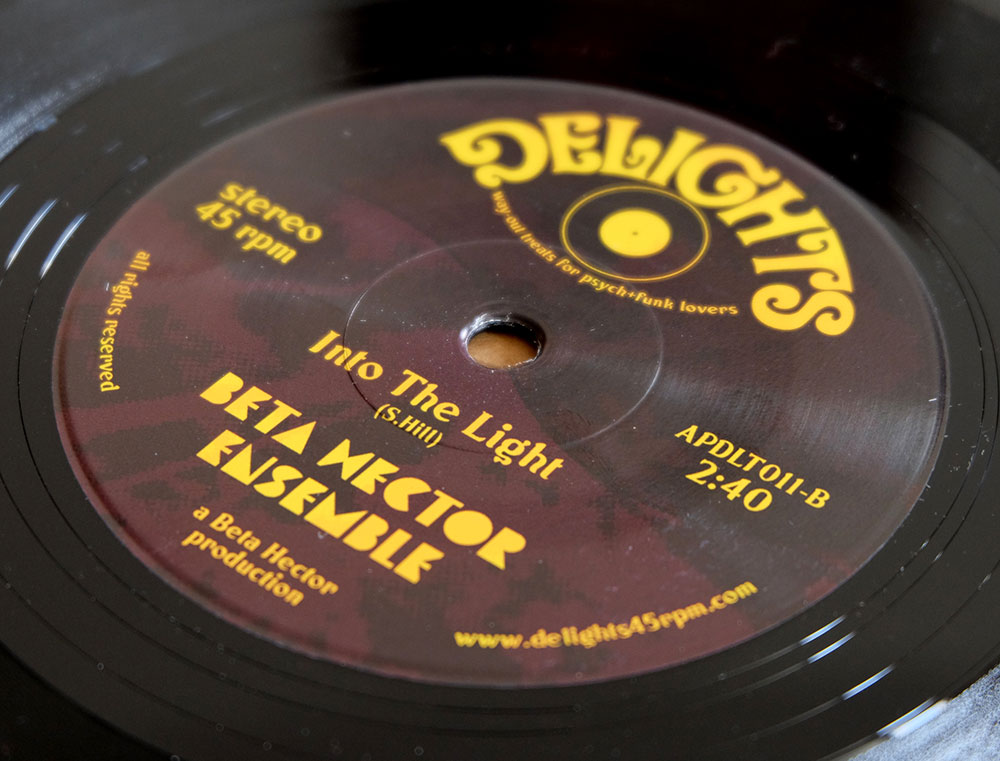 DELIGHTS
way-out treats for psych+funk lovers
stereo
45 rpm
all rights reserved
Into The Light
(S.Hill)
BETA HECTOR
ENSEMBLE
a Beta Hector
production
APDLT011-B
2:40
www.delights45rpm.com